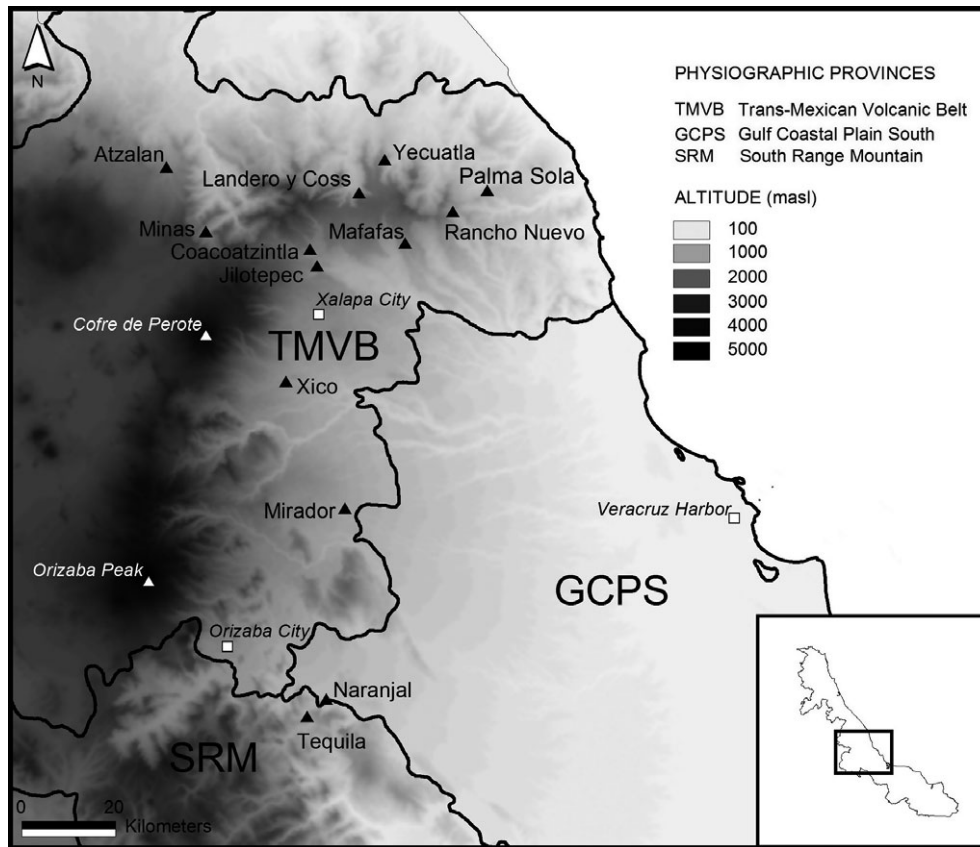 N
PHYSIOGRAPHIC PROVINCES
TMVB Trans-Mexican Volcanic Belt
GCPS Gulf Coastal Plain South
SRM South Range Mountain
ALTITUDE (masl)
100
1000
2000
3000
4000
5000
Atzalan
Yecuatla
Landero y Coss
Palma Sola
Minas
Mafafas
Rancho Nuevo
Coacoatzintla
Jilotepec
Xalapa City
Cofre de Perote
TMVB
Xico
Mirador
Veracruz Harbor
Orizaba Peak
GCPS
Orizaba City
Naranjal
Tequila
SRM
0 20
Kilometers